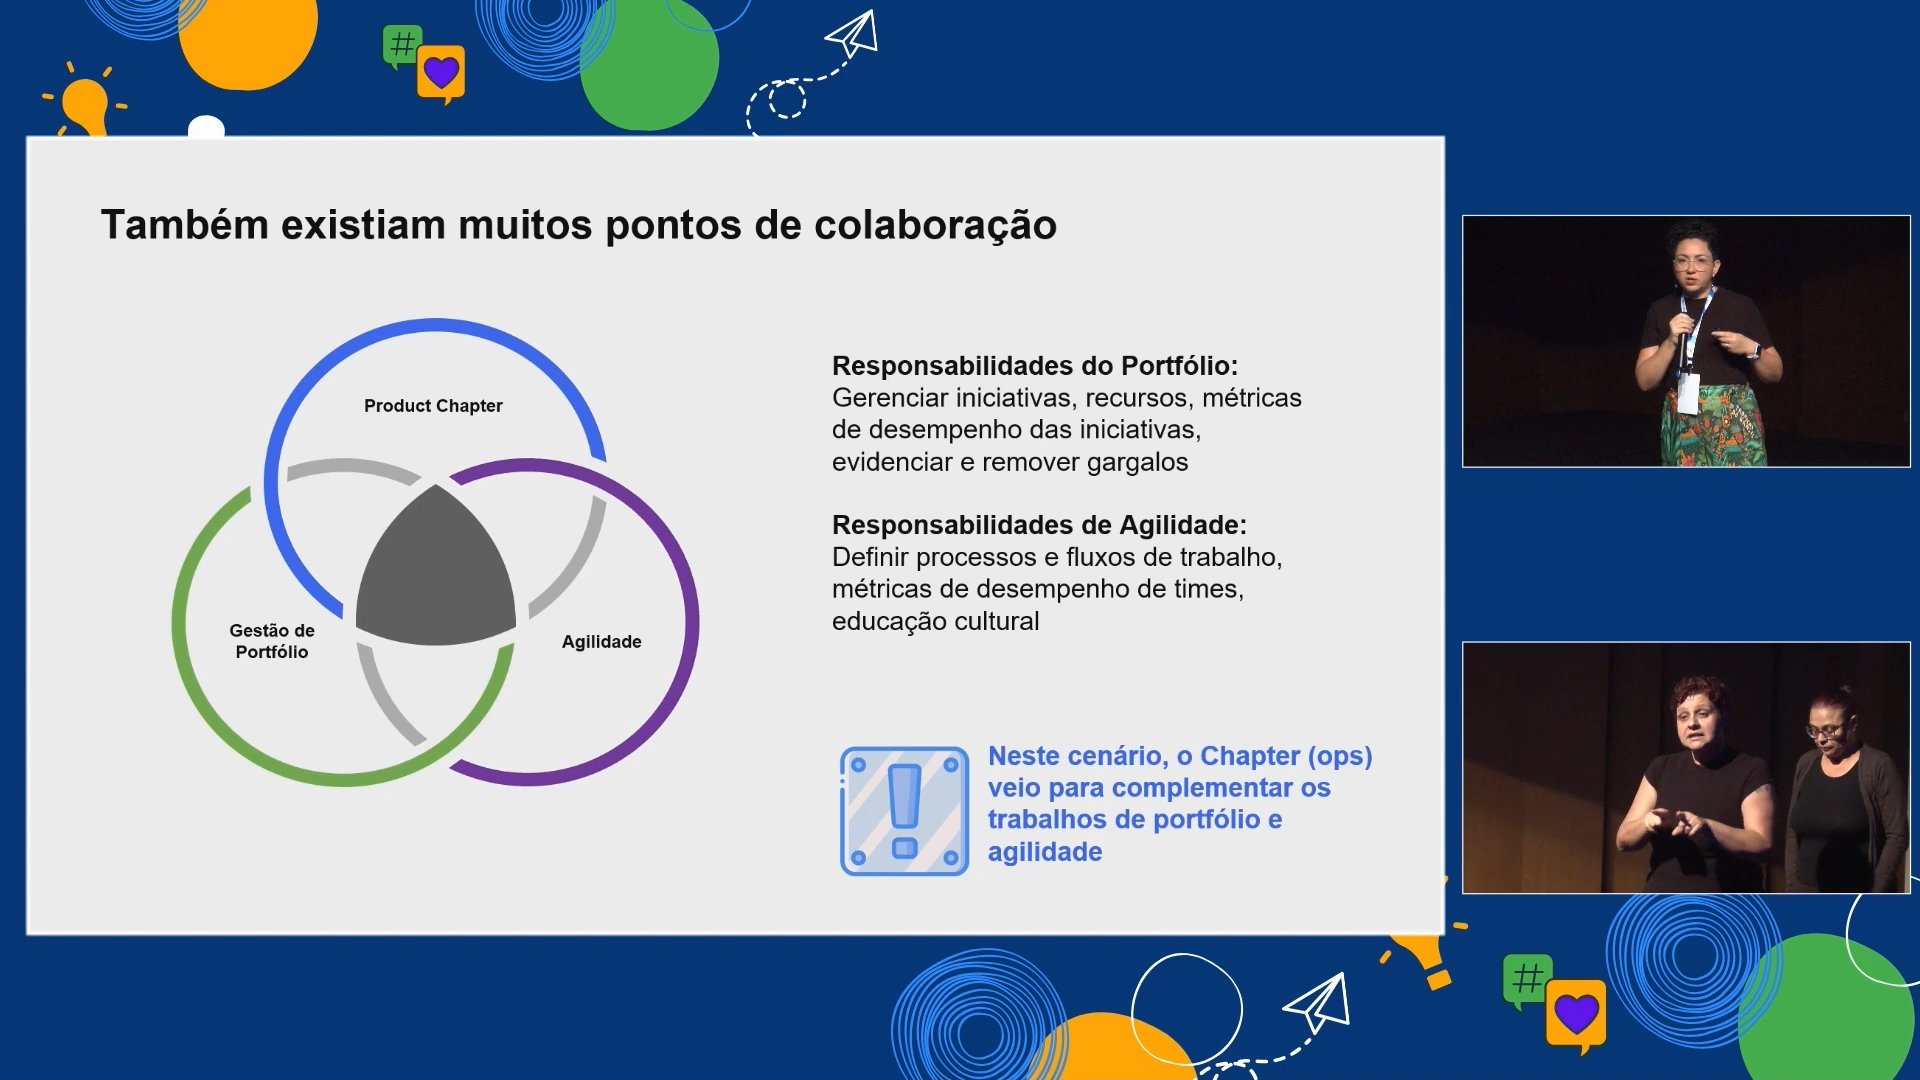 Também existiam muitos pontos de colaboração
Product Chapter
Gestão de
Portfólio
Agilidade
Responsabilidades do Portfólio:
Gerenciar iniciativas, recursos, métricas
de desempenho das iniciativas,
evidenciar e remover gargalos
Responsabilidades de Agilidade:
Definir processos e fluxos de trabalho,
métricas de desempenho de times,
educação cultural
Neste cenário, o Chapter (ops)
veio para complementar os
trabalhos de portfólio e
agilidade